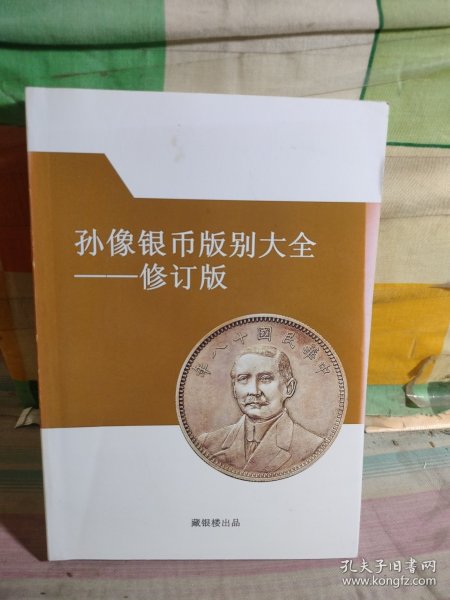 孙像银币版别大全
——修订版
年八十國民華中
藏银楼出品
孔夫子旧书网
www.kongfz.com